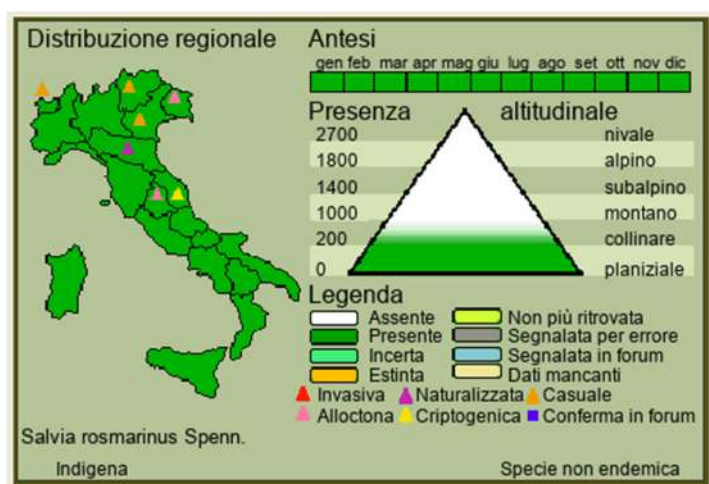 Distribuzione regionale
Antesi
gen feb mar apr mag giu lug ago set ott nov dic
Presenza altitudinale
2700 nivale
1800 alpino
1400 subalpino
1000 montano
200 collinare
0 planiziale
Legenda
Assente Non più ritrovata
Presente Segnalata per errore
Incerta Segnalata in forum
Estinta Dati mancanti
Invasiva Naturalizzata Casuale
Alloctona Criptogenica Conferma in forum
Salvia rosmarinus Spenn.
Indigena Specie non endemica